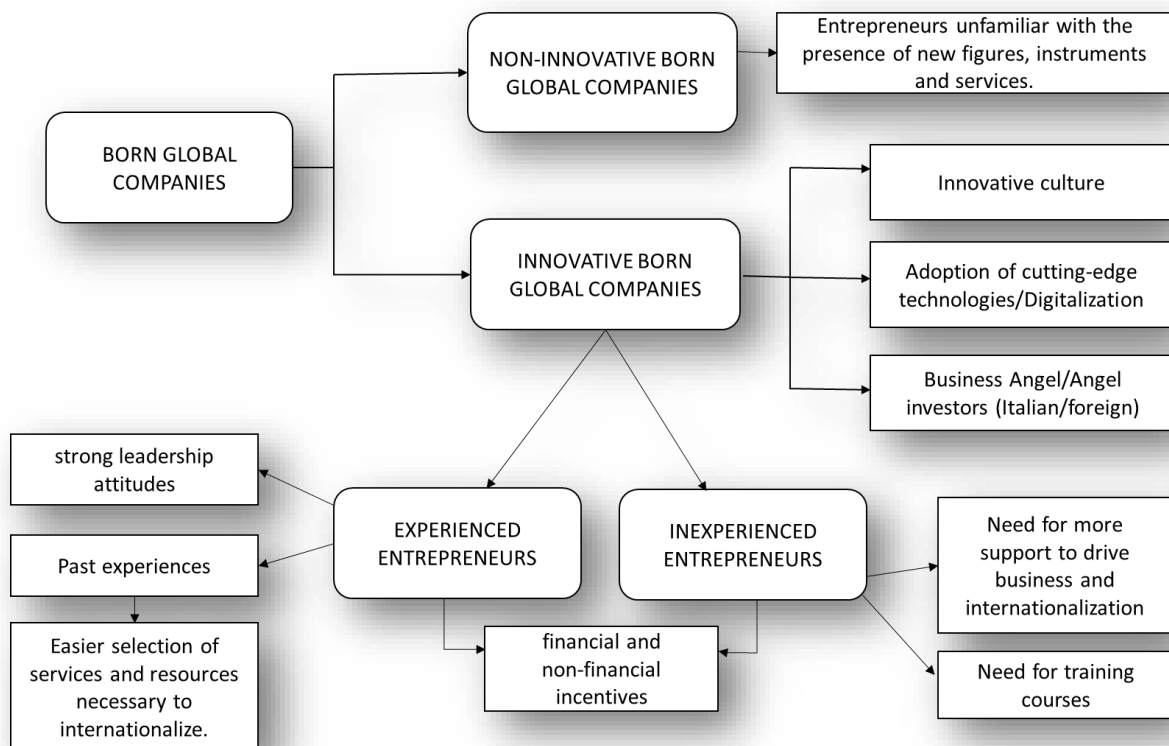 Entrepreneurs unfamiliar with the
presence of new figures, instruments
and services.
NON-INNOVATIVE BORN
GLOBAL COMPANIES
BORN GLOBAL
COMPANIES
Innovative culture
INNOVATIVE BORN
GLOBAL COMPANIES
Adoption of cutting-edge
technologies/Digitalization
Business Angel/Angel
investors (Italian/foreign)
strong leadership
attitudes
EXPERIENCED
ENTREPRENEURS
INEXPERIENCED
ENTREPRENEURS
Need for more
support to drive
business and
internationalization
Past experiences
Easier selection of
services and resources
necessary to
internationalize.
financial and
non-financial
incentives
Need for training
courses